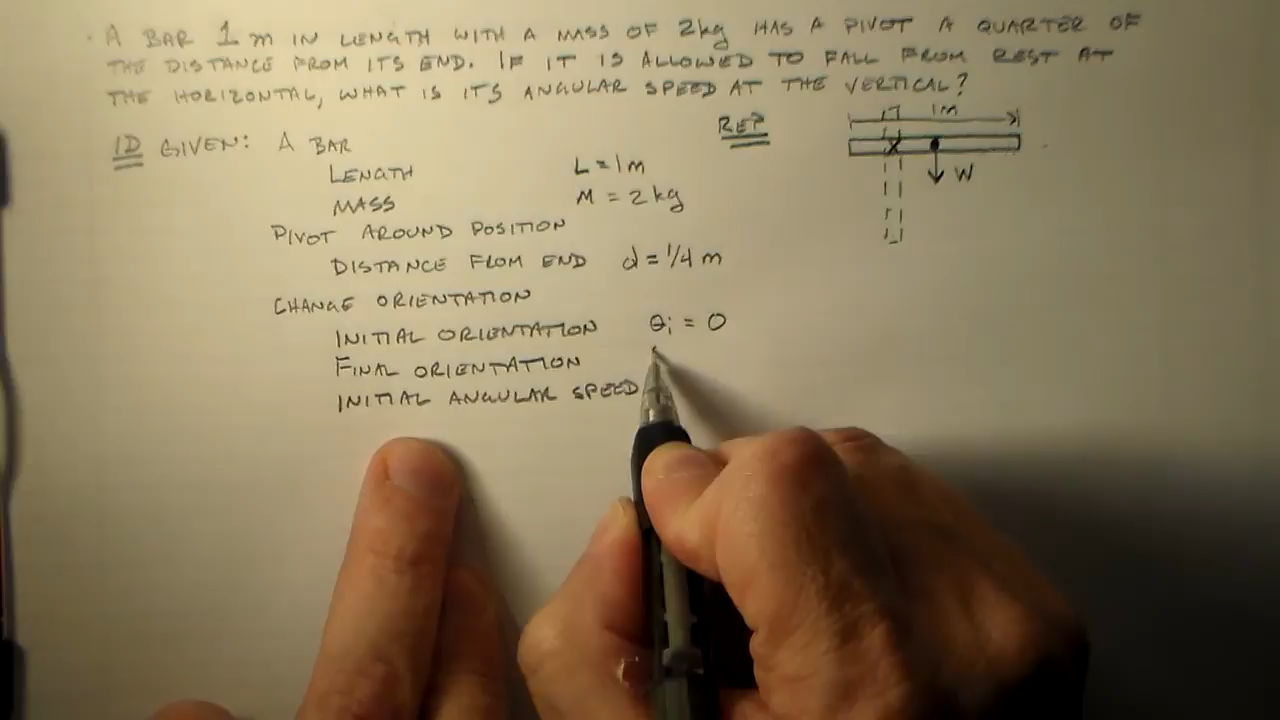 . A BAR 1 m IN LENGTH WITH A MASS OF 2kg HAS A PIVOT A QUARTER OF
THE DISTANCE FROM ITS END. IF IT IS ALLOWED TO FALL FROM REST AT
THE HORIZONTAL, WHAT IS ITS ANGULAR SPEED AT THE VERTICAL?
REP
1M
W
ID GIVEN: A BAR
LENGTH L = 1m
MASS M = 2 kg
PIVOT AROUND POSITION
DISTANCE FROM END d = 1/4 m
CHANGE ORIENTATION
INITIAL ORIENTATION θi = 0
FINAL ORIENTATION
INITIAL ANGULAR SPEED